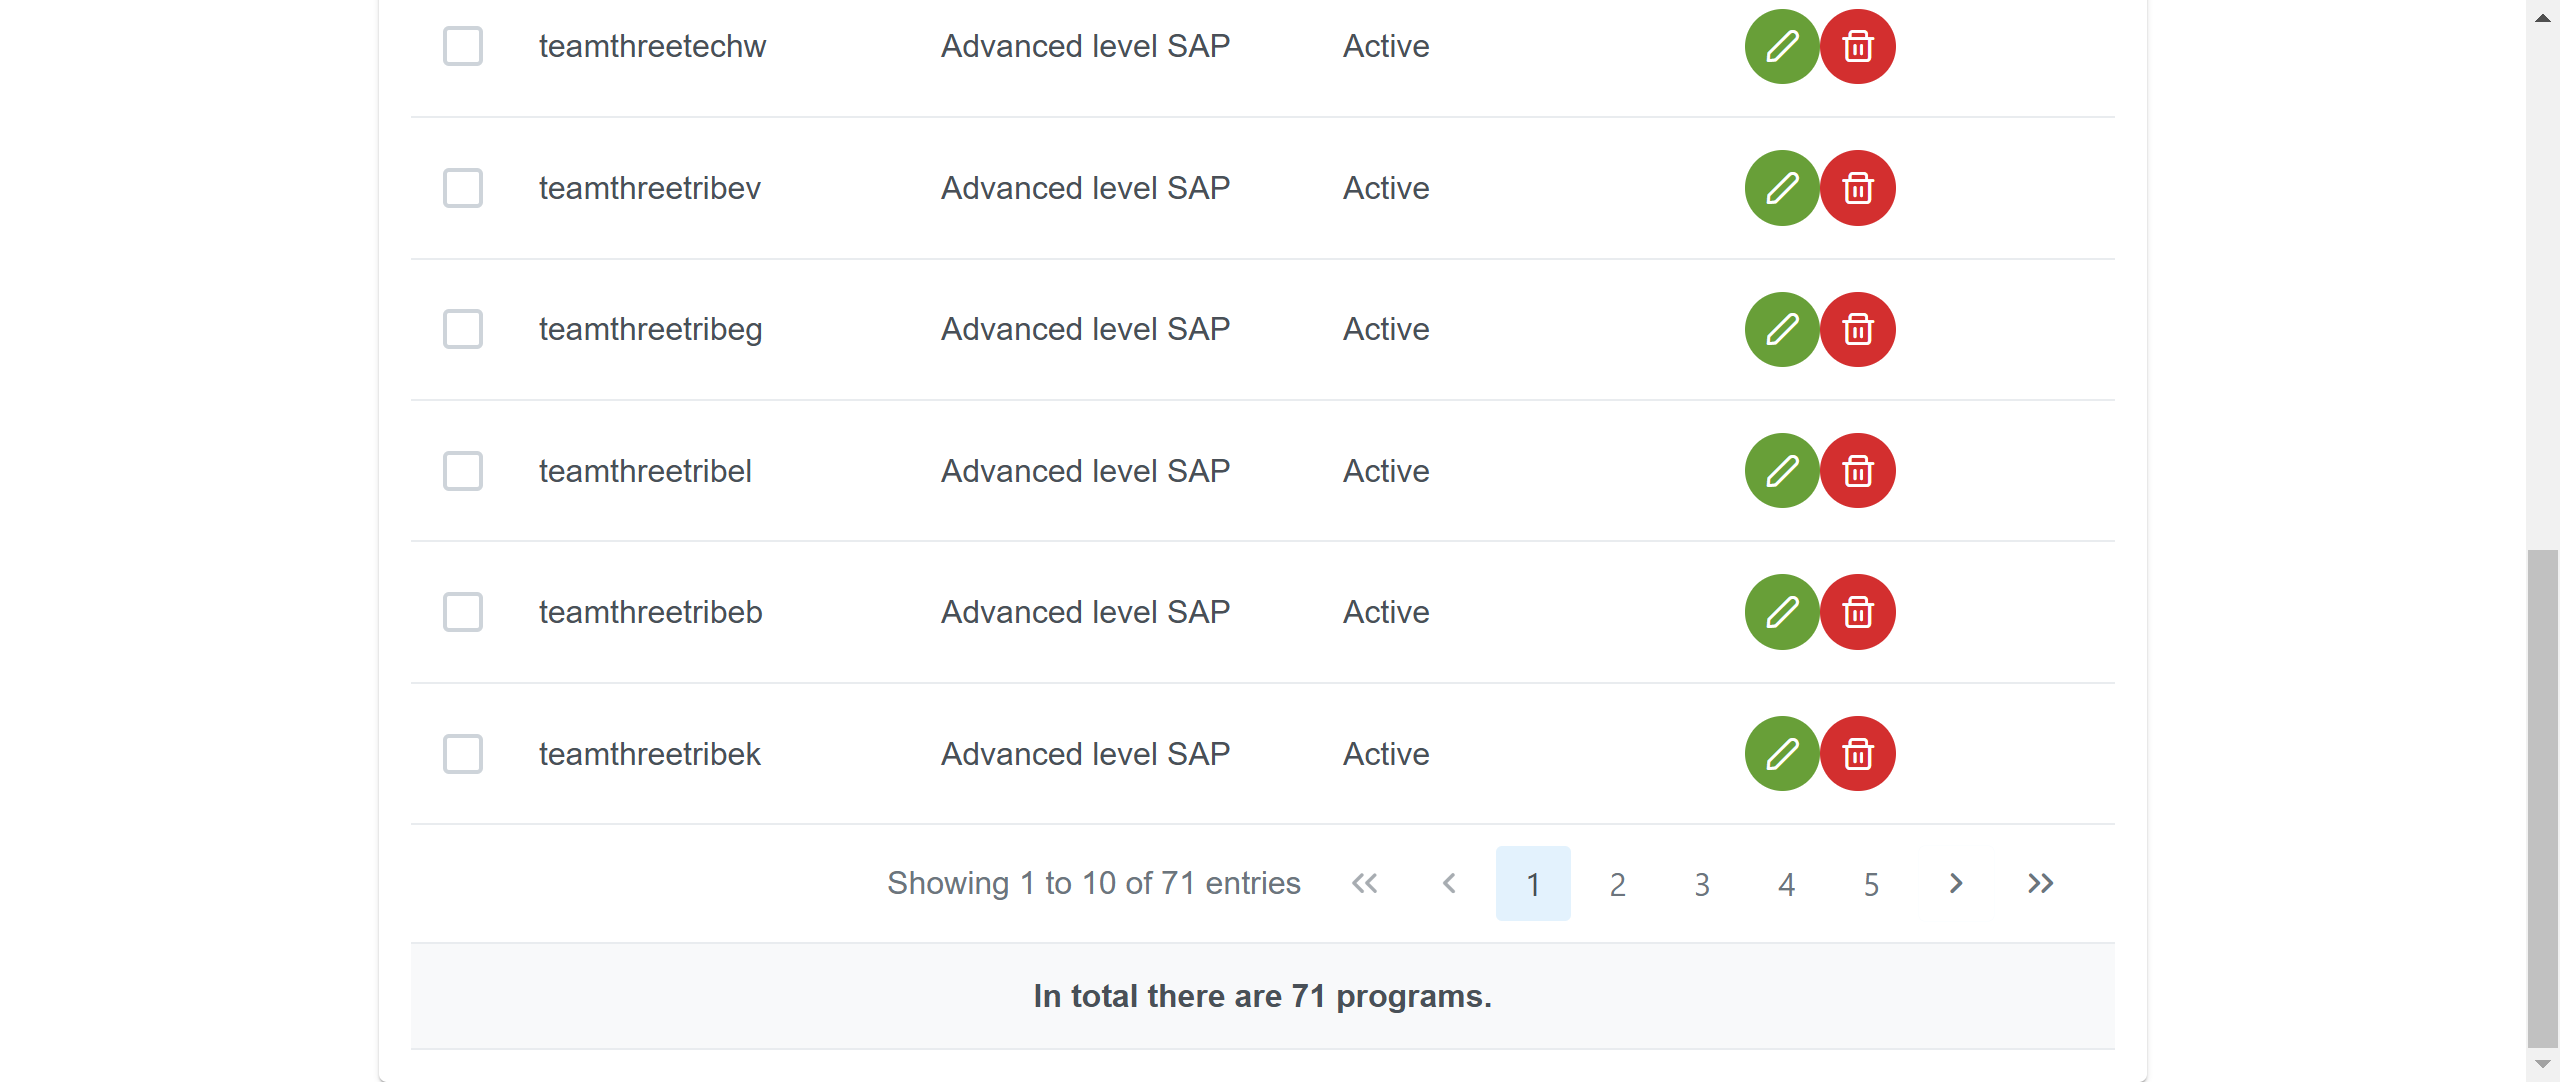 teamthreetechw Advanced level SAP Active
teamthreetribev Advanced level SAP Active
teamthreetribeg Advanced level SAP Active
teamthreetribel Advanced level SAP Active
teamthreetribeb Advanced level SAP Active
teamthreetribek Advanced level SAP Active
Showing 1 to 10 of 71 entries 1 2 3 4 5
In total there are 71 programs.